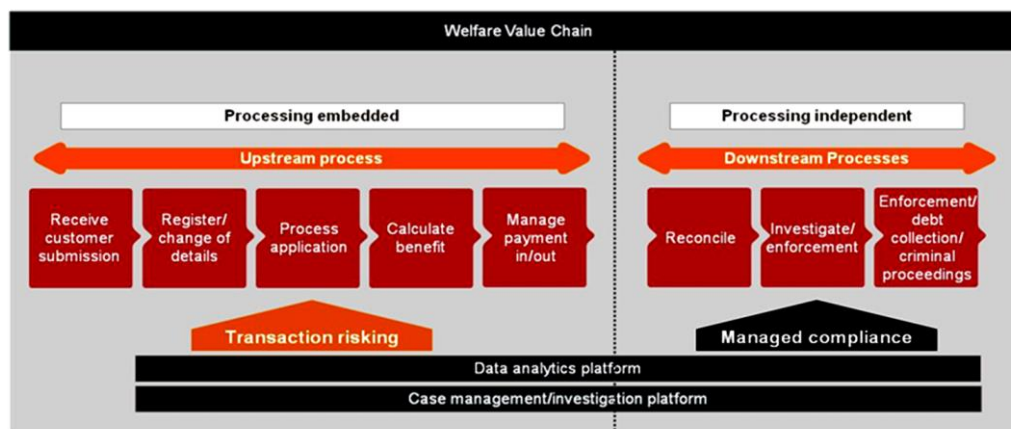 Welfare Value Chain
Processing embedded
Processing independent
Upstream process
Downstream Processes
Receive
customer
submission
Register/
change of
details
Process
application
Calculate
benefit
Manage
payment
in/out
Reconcile
Investigate/
enforcement
Enforcement/
debt
collection/
criminal
proceedings
Transaction risking
Managed compliance
Data analytics platform
Case management/investigation platform